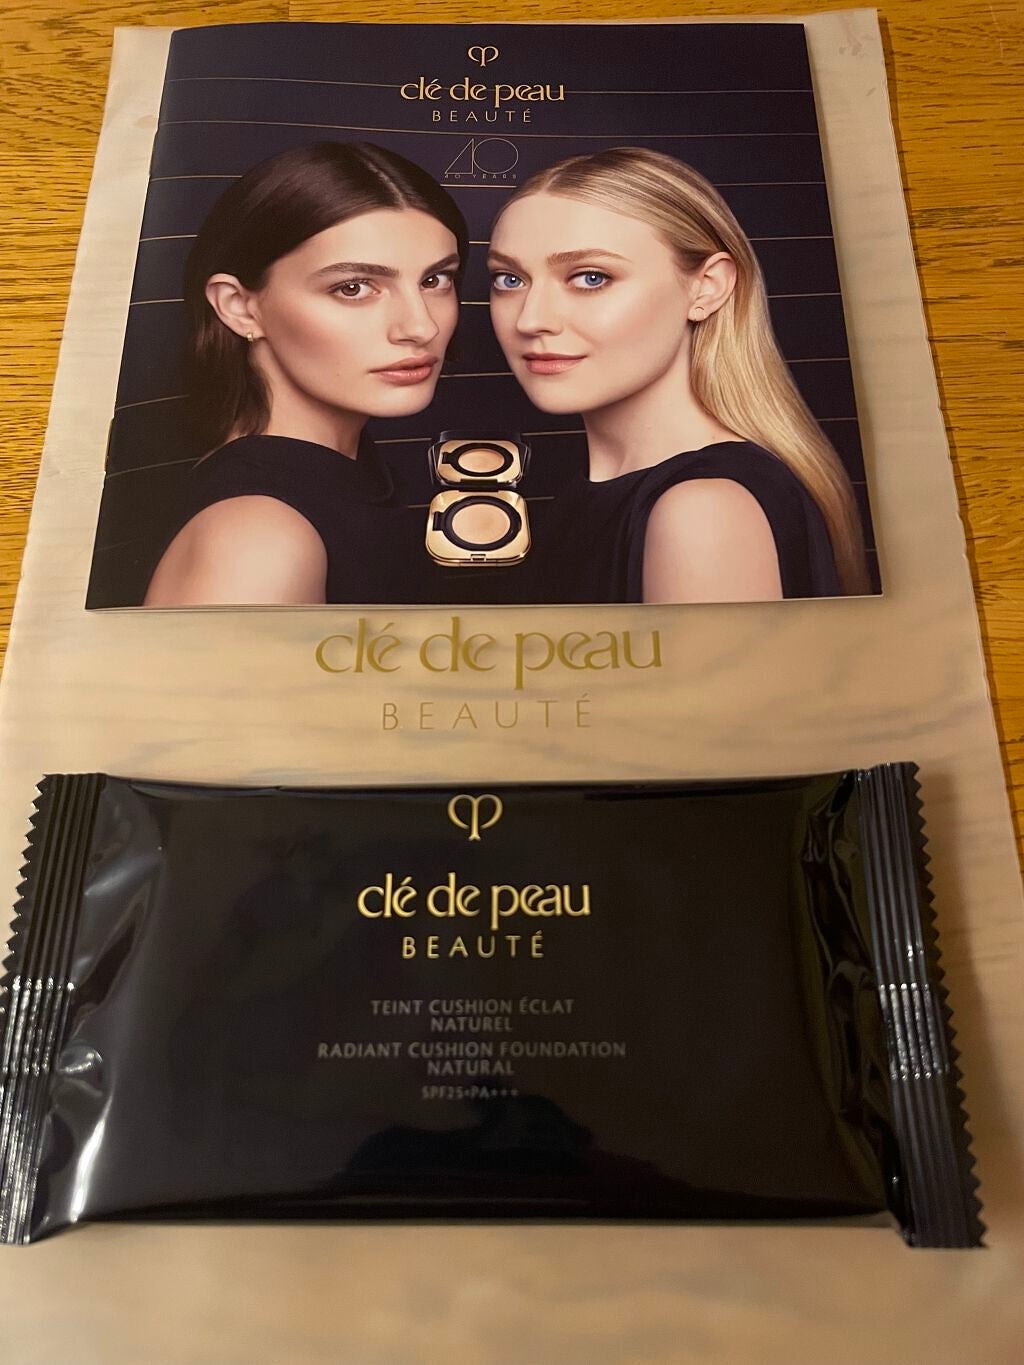 clé de peau
BEAUTÉ
40
40 YEARS
clé de peau
BEAUTÉ
clé de peau
BEAUTÉ
TEINT CUSHION ÉCLAT
NATUREL
RADIANT CUSHION FOUNDATION
NATURAL
SPF25•PA+++